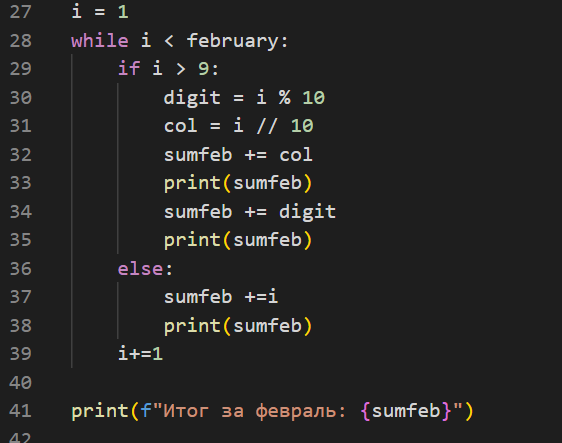 27 i = 1
28 while i < february:
29     if i > 9:
30         digit = i % 10
31         col = i // 10
32         sumfeb += col
33         print(sumfeb)
34         sumfeb += digit
35         print(sumfeb)
36     else:
37         sumfeb +=i
38         print(sumfeb)
39     i+=1
40
41 print(f"Итог за февраль: {sumfeb}")
42